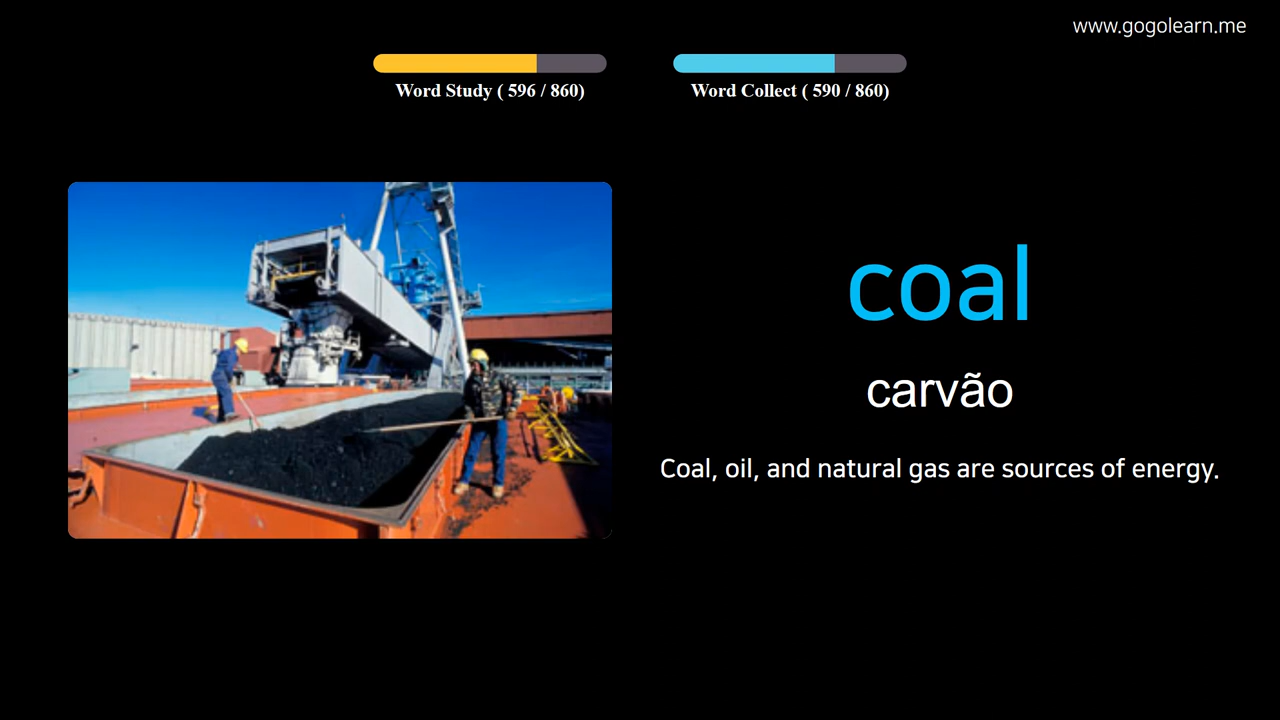 www.gogolearn.me
Word Study ( 596 / 860)
Word Collect ( 590 / 860)
coal
carvão
Coal, oil, and natural gas are sources of energy.